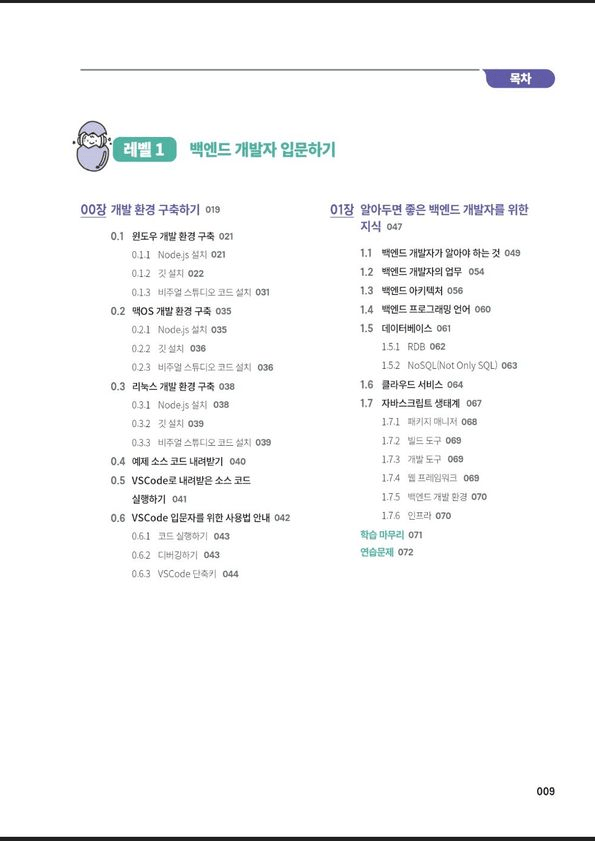 목차
레벨 1 백엔드 개발자 입문하기
00장 개발 환경 구축하기 019
0.1 윈도우 개발 환경 구축 021
0.1.1 Node.js 설치 021
0.1.2 깃 설치 022
0.1.3 비주얼 스튜디오 코드 설치 031
0.2 맥OS 개발 환경 구축 035
0.2.1 Node.js 설치 035
0.2.2 깃 설치 036
0.2.3 비주얼 스튜디오 코드 설치 036
0.3 리눅스 개발 환경 구축 038
0.3.1 Node.js 설치 038
0.3.2 깃 설치 039
0.3.3 비주얼 스튜디오 코드 설치 039
0.4 예제 소스 코드 내려받기 040
0.5 VSCode로 내려받은 소스 코드
실행하기 041
0.6 VSCode 입문자를 위한 사용법 안내 042
0.6.1 코드 실행하기 043
0.6.2 디버깅하기 043
0.6.3 VSCode 단축키 044
01장 알아두면 좋은 백엔드 개발자를 위한
지식 047
1.1 백엔드 개발자가 알아야 하는 것 049
1.2 백엔드 개발자의 업무 054
1.3 백엔드 아키텍처 056
1.4 백엔드 프로그래밍 언어 060
1.5 데이터베이스 061
1.5.1 RDB 062
1.5.2 NoSQL(Not Only SQL) 063
1.6 클라우드 서비스 064
1.7 자바스크립트 생태계 067
1.7.1 패키지 매니저 068
1.7.2 빌드 도구 069
1.7.3 개발 도구 069
1.7.4 웹 프레임워크 069
1.7.5 백엔드 개발 환경 070
1.7.6 인프라 070
학습 마무리 071
연습문제 072
009